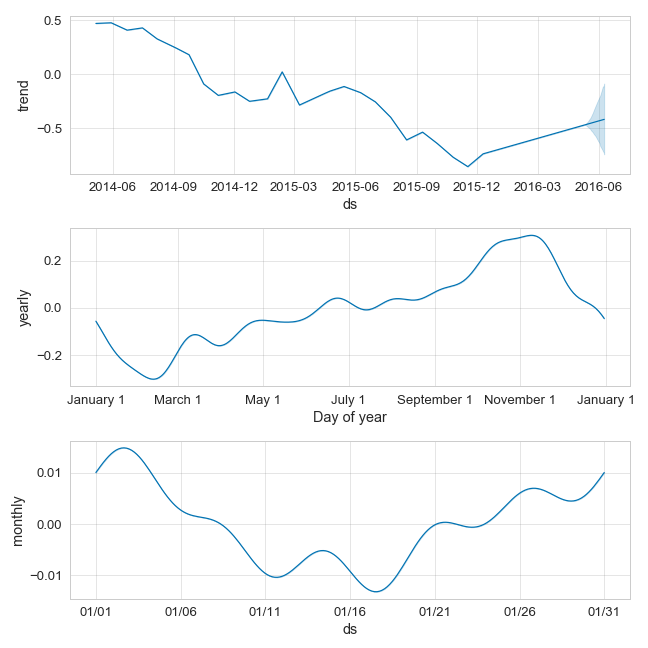 0.5
0.0
−0.5
trend
2014-06 2014-09 2014-12 2015-03 2015-06 2015-09 2015-12 2016-03 2016-06
ds
0.2
0.0
−0.2
yearly
January 1 March 1 May 1 July 1 September 1 November 1 January 1
Day of year
0.01
0.00
−0.01
monthly
01/01 01/06 01/11 01/16 01/21 01/26 01/31
ds